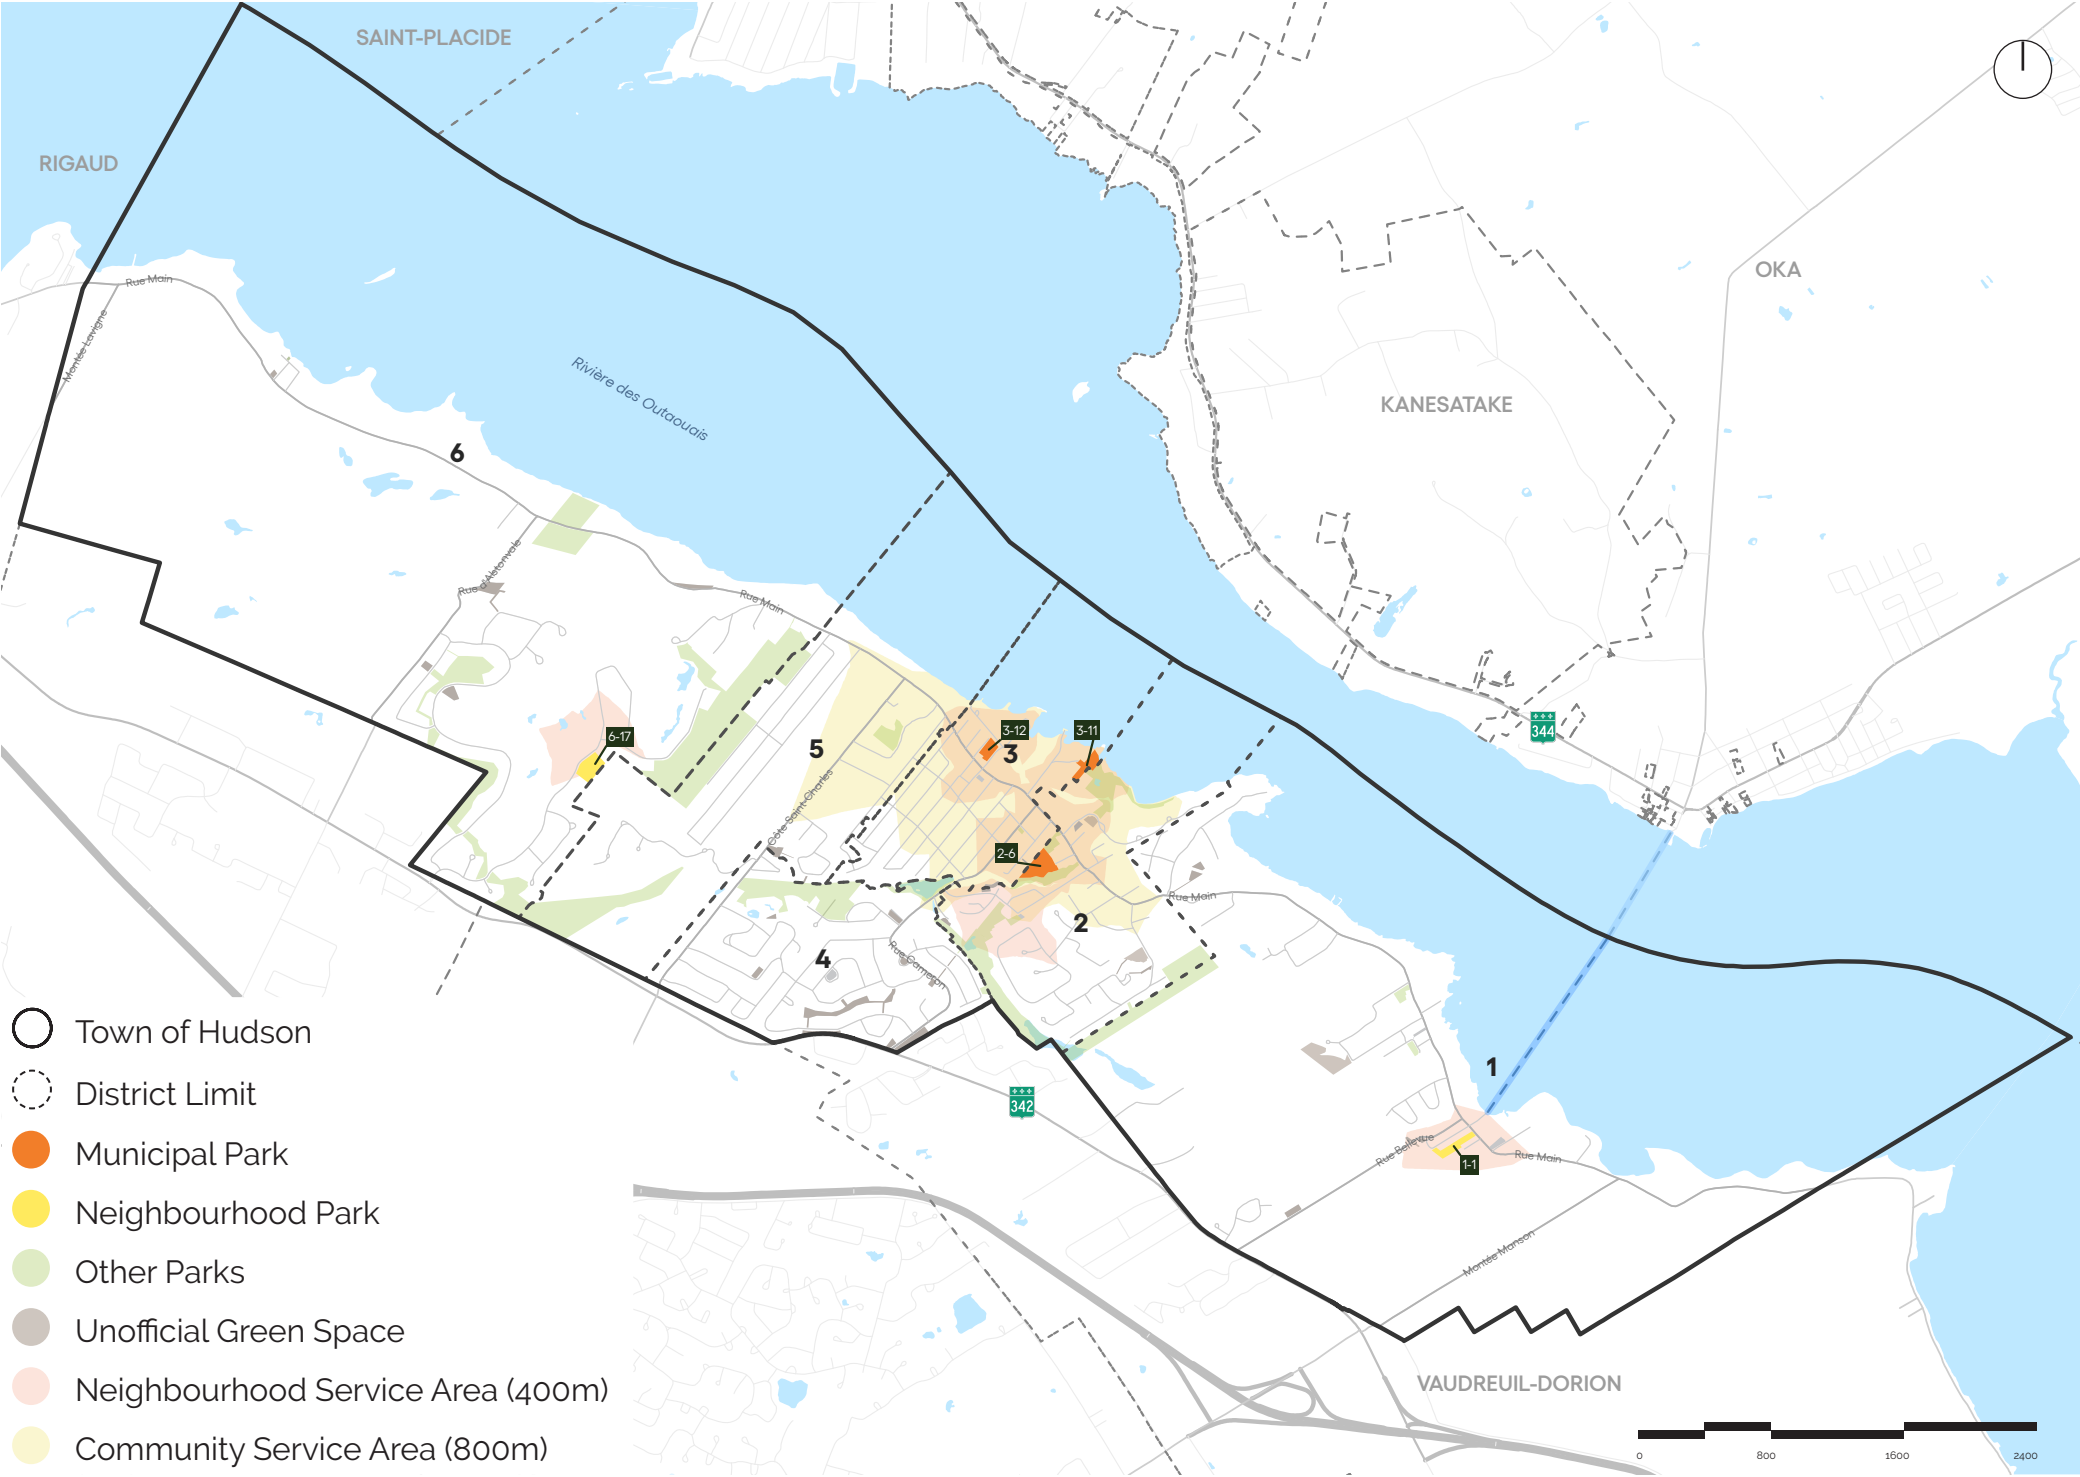 SAINT-PLACIDE
RIGAUD
OKA
Rue Main
Montée Lavigne
Rivière des Outaouais
KANESATAKE
6
Rue d'Alstonvale
Rue Main
344
6-17
5
3-12
3
3-11
Côte Saint-Charles
2-6
Rue Main
2
4
Rue Cameron
1
342
Rue Bellevue
Rue Main
1-1
Montée Manson
VAUDREUIL-DORION
Town of Hudson
District Limit
Municipal Park
Neighbourhood Park
Other Parks
Unofficial Green Space
Neighbourhood Service Area (400m)
Community Service Area (800m)
0 800 1600 2400